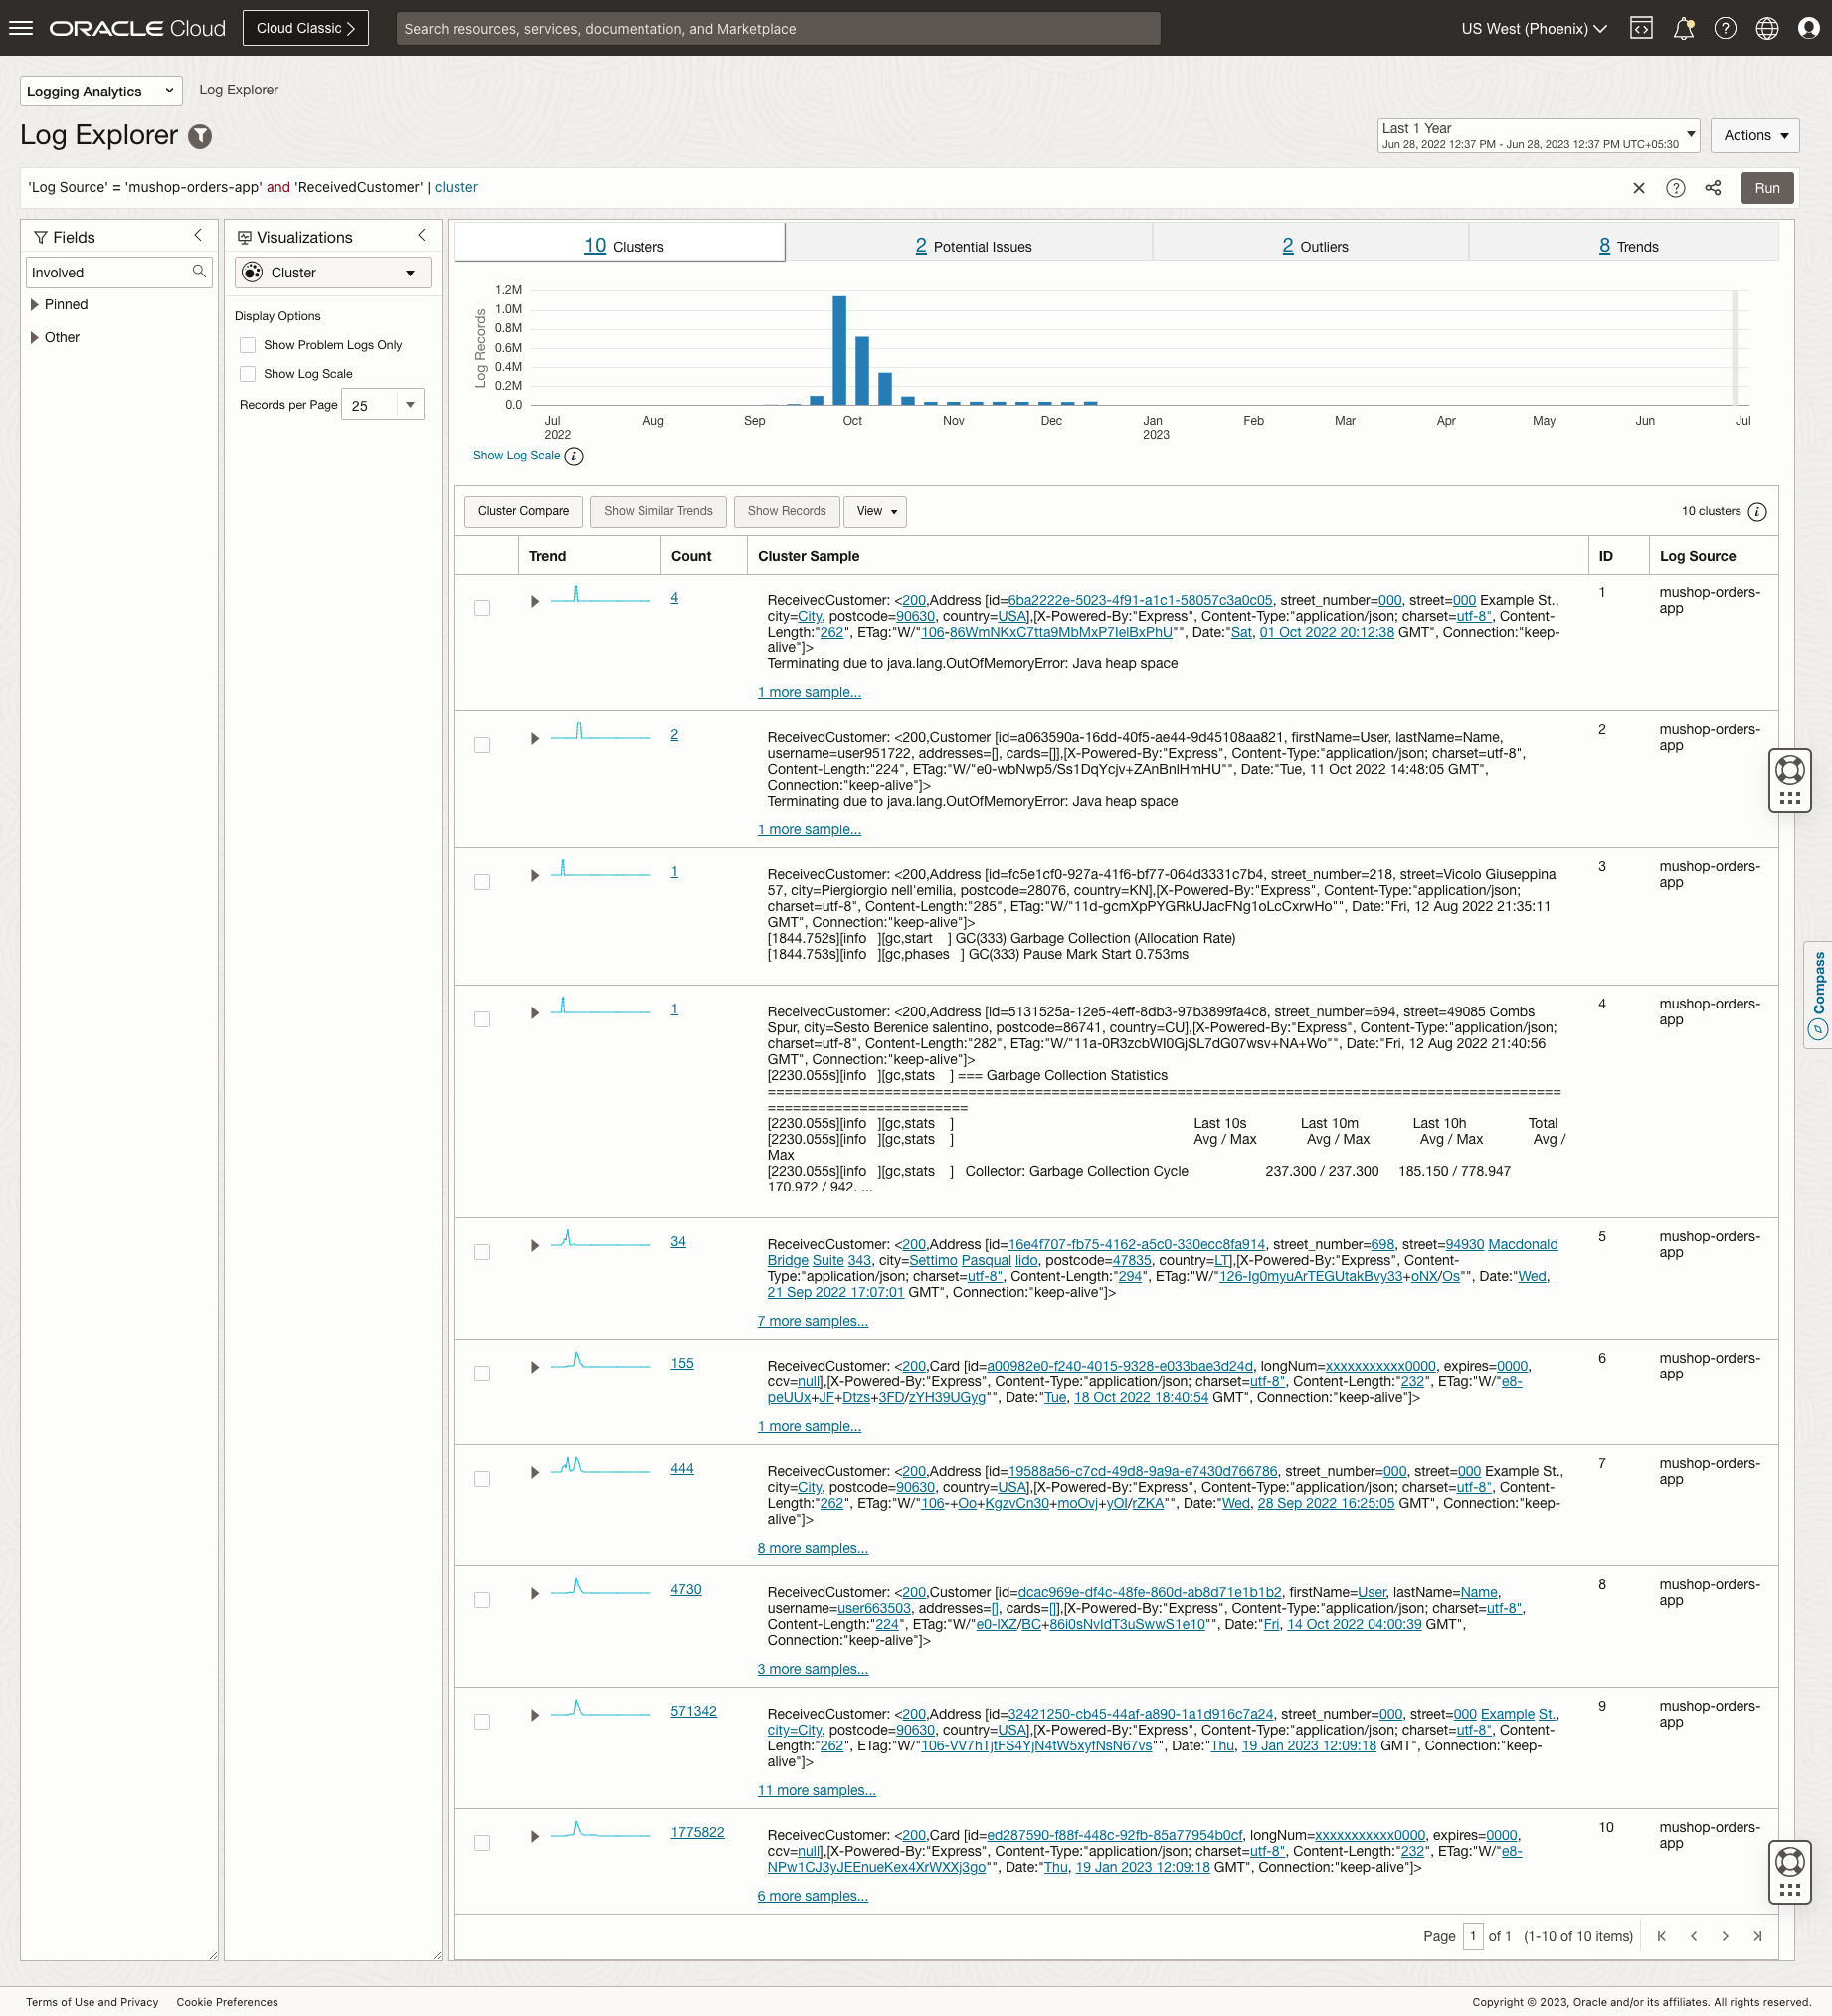 ORACLE Cloud
Cloud Classic
Search resources, services, documentation, and Marketplace
US West (Phoenix)
Logging Analytics
Log Explorer
Log Explorer
Last 1 Year
Jun 28, 2022 12:37 PM - Jun 28, 2023 12:37 PM UTC+05:30
Actions
'Log Source' = 'mushop-orders-app' and 'ReceivedCustomer' | cluster
Run
Fields
Involved
Pinned
Other
Visualizations
Cluster
Display Options
Show Problem Logs Only
Show Log Scale
Records per Page 25
10 Clusters
2 Potential Issues
2 Outliers
8 Trends
Log Records
1.2M
1.0M
0.8M
0.6M
0.4M
0.2M
0.0
Jul Aug Sep Oct Nov Dec Jan Feb Mar Apr May Jun Jul
2022 2023
Show Log Scale
Cluster Compare
Show Similar Trends
Show Records
View
10 clusters
Trend Count Cluster Sample ID Log Source
4
ReceivedCustomer: <200,Address [id=6ba2222e-5023-4f91-a1c1-58057c3a0c05, street_number=000, street=000 Example St.,
city=City, postcode=90630, country=USA],[X-Powered-By:"Express", Content-Type:"application/json; charset=utf-8", Content-
Length:"262", ETag:"W/"106-86WmNKxC7tta9MbMxP7IelBxPhU"", Date:"Sat, 01 Oct 2022 20:12:38 GMT", Connection:"keep-
alive"]>
Terminating due to java.lang.OutOfMemoryError: Java heap space
1 more sample...
1
mushop-orders-
app
2
ReceivedCustomer: <200,Customer [id=a063590a-16dd-40f5-ae44-9d45108aa821, firstName=User, lastName=Name,
username=user951722, addresses=[], cards=[]],[X-Powered-By:"Express", Content-Type:"application/json; charset=utf-8",
Content-Length:"224", ETag:"W/"e0-wbNwp5/Ss1DqYcjv+ZAnBnlHmHU"", Date:"Tue, 11 Oct 2022 14:48:05 GMT",
Connection:"keep-alive"]>
Terminating due to java.lang.OutOfMemoryError: Java heap space
1 more sample...
2
mushop-orders-
app
1
ReceivedCustomer: <200,Address [id=fc5e1cf0-927a-41f6-bf77-064d3331c7b4, street_number=218, street=Vicolo Giuseppina
57, city=Piergiorgio nell'emilia, postcode=28076, country=KN],[X-Powered-By:"Express", Content-Type:"application/json;
charset=utf-8", Content-Length:"285", ETag:"W/"11d-gcmXpPYGRkUJacFNg1oLcCxrwHo"", Date:"Fri, 12 Aug 2022 21:35:11
GMT", Connection:"keep-alive"]>
[1844.752s][info ][gc,start ] GC(333) Garbage Collection (Allocation Rate)
[1844.753s][info ][gc,phases ] GC(333) Pause Mark Start 0.753ms
3
mushop-orders-
app
1
ReceivedCustomer: <200,Address [id=5131525a-12e5-4eff-8db3-97b3899fa4c8, street_number=694, street=49085 Combs
Spur, city=Sesto Berenice salentino, postcode=86741, country=CU],[X-Powered-By:"Express", Content-Type:"application/json;
charset=utf-8", Content-Length:"282", ETag:"W/"11a-0R3zcbWI0GjSL7dG07wsv+NA+Wo"", Date:"Fri, 12 Aug 2022 21:40:56
GMT", Connection:"keep-alive"]>
[2230.055s][info ][gc,stats ] === Garbage Collection Statistics
[2230.055s][info ][gc,stats ] Last 10s Last 10m Last 10h Total
[2230.055s][info ][gc,stats ] Avg / Max Avg / Max Avg / Max Avg /
Max
[2230.055s][info ][gc,stats ] Collector: Garbage Collection Cycle 237.300 / 237.300 185.150 / 778.947
170.972 / 942. ...
4
mushop-orders-
app
34
ReceivedCustomer: <200,Address [id=16e4f707-fb75-4162-a5c0-330ecc8fa914, street_number=698, street=94930 Macdonald
Bridge Suite 343, city=Settimo Pasqual lido, postcode=47835, country=LT],[X-Powered-By:"Express", Content-
Type:"application/json; charset=utf-8", Content-Length:"294", ETag:"W/"126-Ig0myuArTEGUtakBvy33+oNX/Os"", Date:"Wed,
21 Sep 2022 17:07:01 GMT", Connection:"keep-alive"]>
7 more samples...
5
mushop-orders-
app
155
ReceivedCustomer: <200,Card [id=a00982e0-f240-4015-9328-e033bae3d24d, longNum=xxxxxxxxxxx0000, expires=0000,
ccv=null],[X-Powered-By:"Express", Content-Type:"application/json; charset=utf-8", Content-Length:"232", ETag:"W/"e8-
peUUx+JF+Dtzs+3FD/zYH39UGyg"", Date:"Tue, 18 Oct 2022 18:40:54 GMT", Connection:"keep-alive"]>
1 more sample...
6
mushop-orders-
app
444
ReceivedCustomer: <200,Address [id=19588a56-c7cd-49d8-9a9a-e7430d766786, street_number=000, street=000 Example St.,
city=City, postcode=90630, country=USA],[X-Powered-By:"Express", Content-Type:"application/json; charset=utf-8", Content-
Length:"262", ETag:"W/"106-+Oo+KgzvCn30+moOvj+yOl/rZKA"", Date:"Wed, 28 Sep 2022 16:25:05 GMT", Connection:"keep-
alive"]>
8 more samples...
7
mushop-orders-
app
4730
ReceivedCustomer: <200,Customer [id=dcac969e-df4c-48fe-860d-ab8d71e1b1b2, firstName=User, lastName=Name,
username=user663503, addresses=[], cards=[]],[X-Powered-By:"Express", Content-Type:"application/json; charset=utf-8",
Content-Length:"224", ETag:"W/"e0-lXZ/BC+86i0sNvIdT3uSwwS1e10"", Date:"Fri, 14 Oct 2022 04:00:39 GMT",
Connection:"keep-alive"]>
3 more samples...
8
mushop-orders-
app
571342
ReceivedCustomer: <200,Address [id=32421250-cb45-44af-a890-1a1d916c7a24, street_number=000, street=000 Example St.,
city=City, postcode=90630, country=USA],[X-Powered-By:"Express", Content-Type:"application/json; charset=utf-8", Content-
Length:"262", ETag:"W/"106-VV7hTjtFS4YjN4tW5xyfNsN67vs"", Date:"Thu, 19 Jan 2023 12:09:18 GMT", Connection:"keep-
alive"]>
11 more samples...
9
mushop-orders-
app
1775822
ReceivedCustomer: <200,Card [id=ed287590-f88f-448c-92fb-85a77954b0cf, longNum=xxxxxxxxxxx0000, expires=0000,
ccv=null],[X-Powered-By:"Express", Content-Type:"application/json; charset=utf-8", Content-Length:"232", ETag:"W/"e8-
NPw1CJ3yJEEnueKex4XrWXXj3go"", Date:"Thu, 19 Jan 2023 12:09:18 GMT", Connection:"keep-alive"]>
6 more samples...
10
mushop-orders-
app
Compass
Page 1 of 1 (1-10 of 10 items)
Terms of Use and Privacy Cookie Preferences
Copyright © 2023, Oracle and/or its affiliates. All rights reserved.